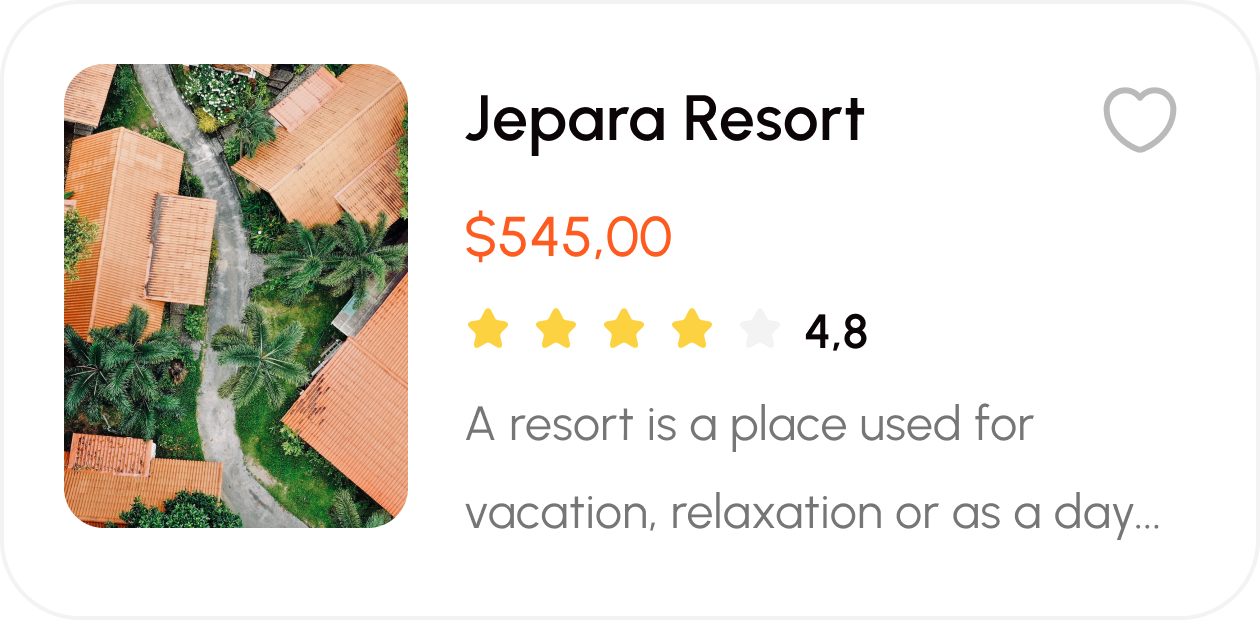 Jepara Resort
$545,00
4,8
A resort is a place used for
vacation, relaxation or as a day...